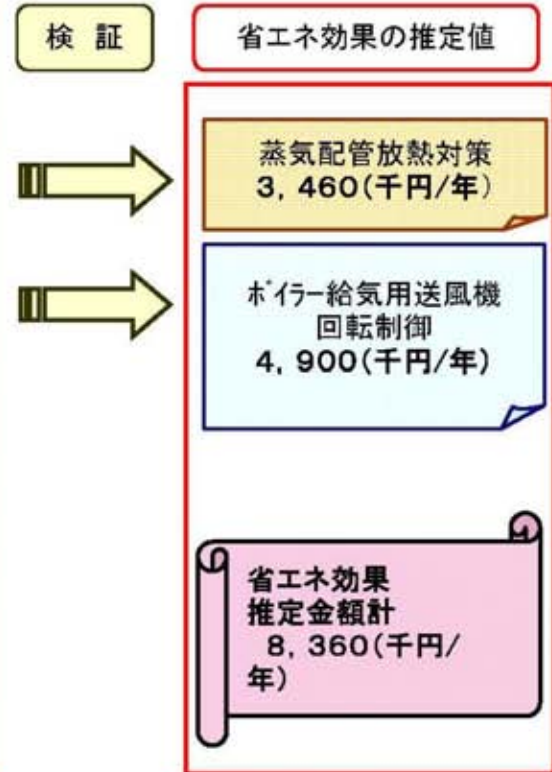 検 証
省エネ効果の推定値
蒸気配管放熱対策
3, 460(千円/年)
ボイラー給気用送風機
回転制御
4, 900(千円/年)
省エネ効果
推定金額計
8, 360(千円/
年)